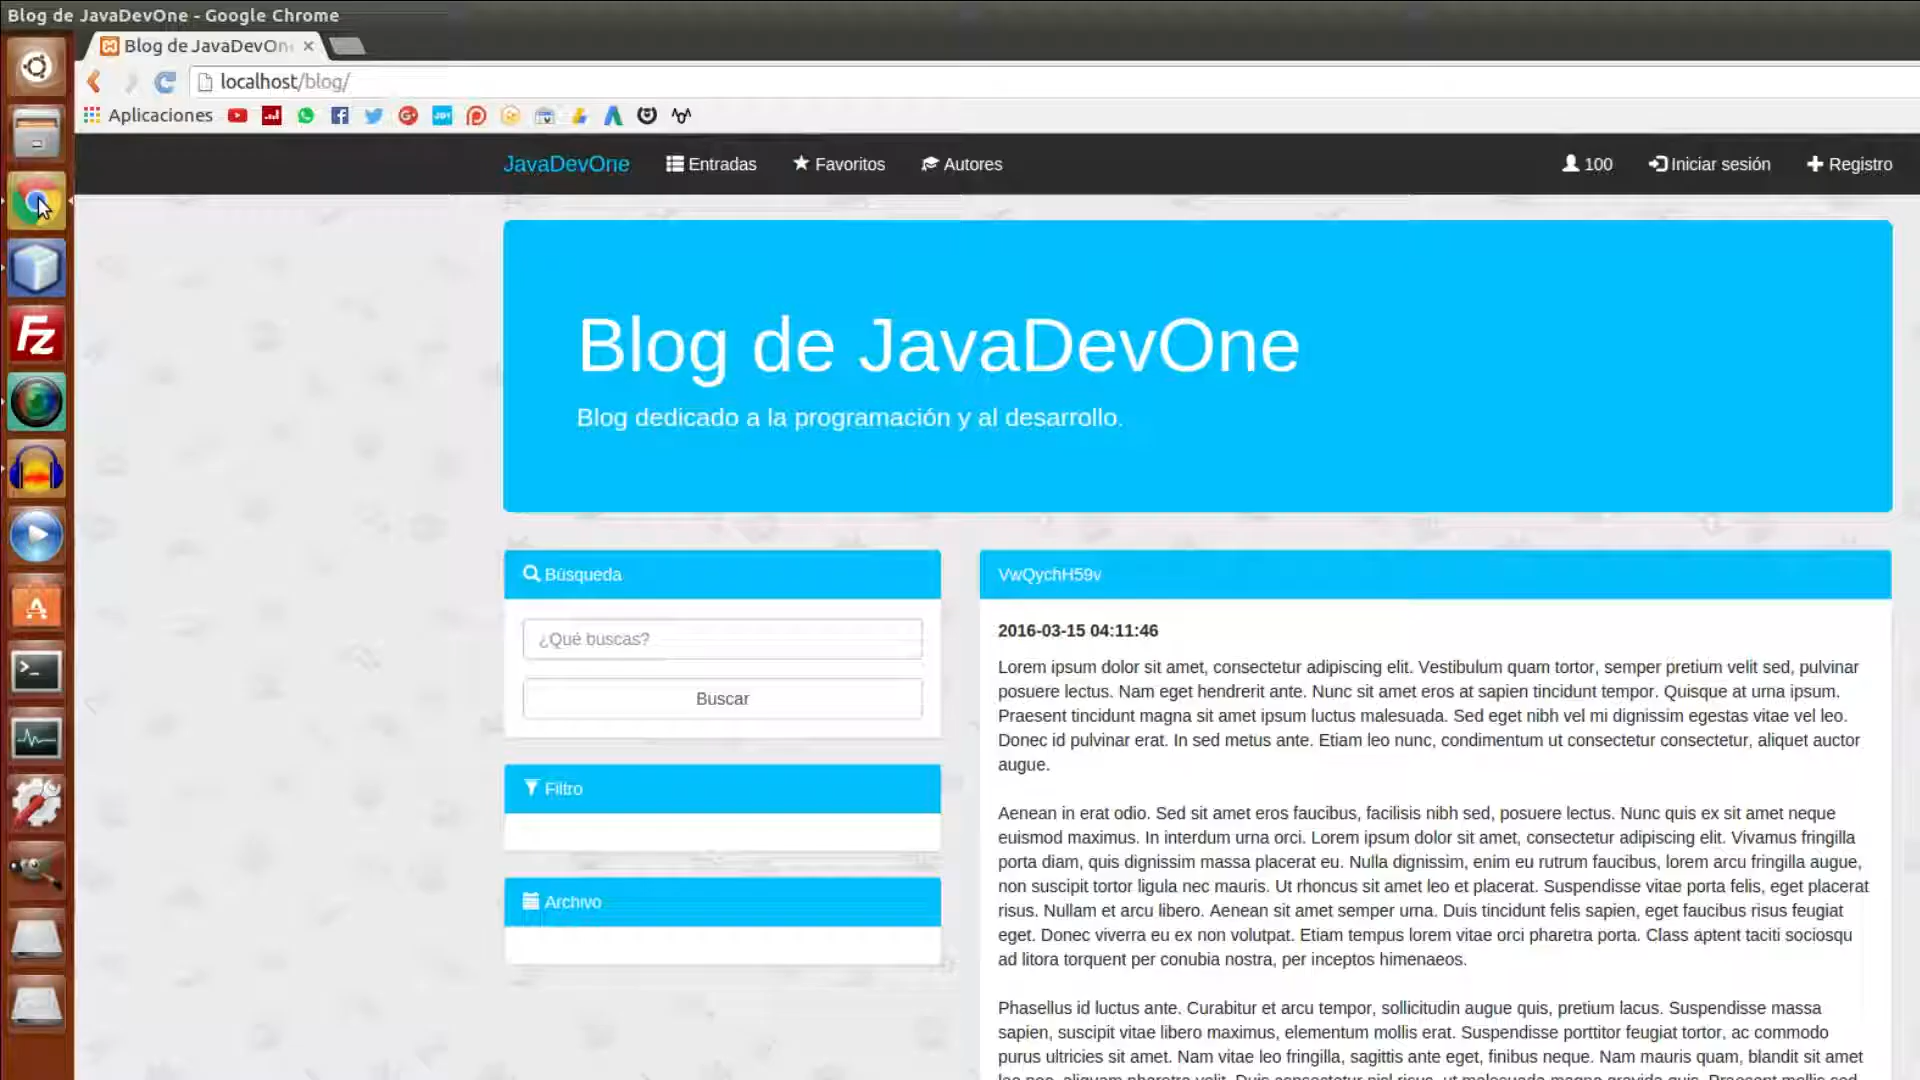 Blog de JavaDevOne - Google Chrome
Blog de JavaDevOn
localhost/blog/
Aplicaciones
JavaDevOne Entradas Favoritos Autores 100 Iniciar sesión Registro
Blog de JavaDevOne
Blog dedicado a la programación y al desarrollo.
Búsqueda
¿Qué buscas?
Buscar
Filtro
Archivo
VwQychH59v
2016-03-15 04:11:46
Lorem ipsum dolor sit amet, consectetur adipiscing elit. Vestibulum quam tortor, semper pretium velit sed, pulvinar
posuere lectus. Nam eget hendrerit ante. Nunc sit amet eros at sapien tincidunt tempor. Quisque at urna ipsum.
Praesent tincidunt magna sit amet ipsum luctus malesuada. Sed eget nibh vel mi dignissim egestas vitae vel leo.
Donec id pulvinar erat. In sed metus ante. Etiam leo nunc, condimentum ut consectetur consectetur, aliquet auctor
augue.
Aenean in erat odio. Sed sit amet eros faucibus, facilisis nibh sed, posuere lectus. Nunc quis ex sit amet neque
euismod maximus. In interdum urna orci. Lorem ipsum dolor sit amet, consectetur adipiscing elit. Vivamus fringilla
porta diam, quis dignissim massa placerat eu. Nulla dignissim, enim eu rutrum faucibus, lorem arcu fringilla augue,
non suscipit tortor ligula nec mauris. Ut rhoncus sit amet leo et placerat. Suspendisse vitae porta felis, eget placerat
risus. Nullam et arcu libero. Aenean sit amet semper urna. Duis tincidunt felis sapien, eget faucibus risus feugiat
eget. Donec viverra eu ex non volutpat. Etiam tempus lorem vitae orci pharetra porta. Class aptent taciti sociosqu
ad litora torquent per conubia nostra, per inceptos himenaeos.
Phasellus id luctus ante. Curabitur et arcu tempor, sollicitudin augue quis, pretium lacus. Suspendisse massa
sapien, suscipit vitae libero maximus, elementum mollis erat. Suspendisse porttitor feugiat tortor, ac commodo
purus ultricies sit amet. Nam vitae leo fringilla, sagittis ante eget, finibus neque. Nam mauris quam, blandit sit amet